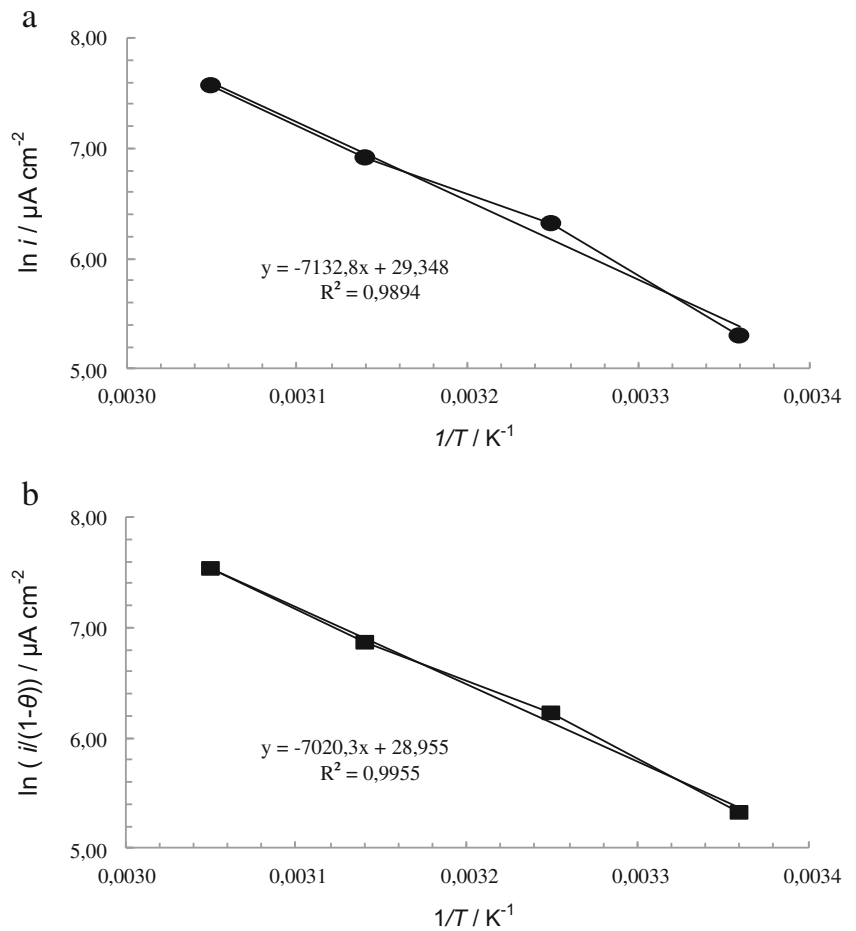 a
8,00
7,00
6,00
5,00
ln i / µA cm-2
y = -7132,8x + 29,348
R² = 0,9894
0,0030 0,0031 0,0032 0,0033 0,0034
1/T / K-1
b
8,00
7,00
6,00
5,00
ln ( i/(1-θ)) / µA cm-2
y = -7020,3x + 28,955
R² = 0,9955
0,0030 0,0031 0,0032 0,0033 0,0034
1/T / K-1